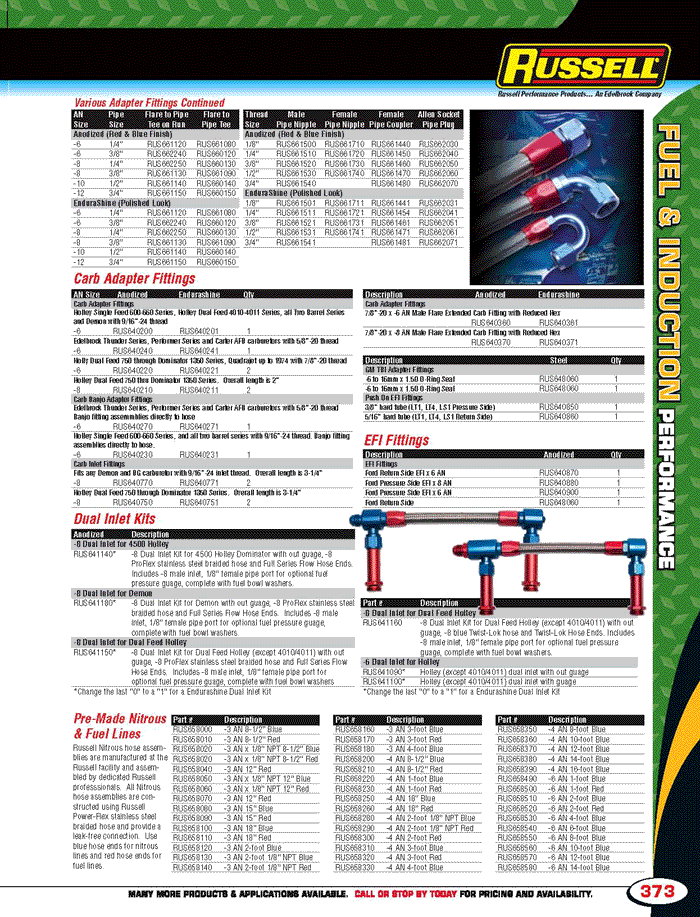 RUSSELL
Russell Performance Products... An Edelbrock Company
FUEL & INDUCTION PERFORMANCE
Various Adapter Fittings Continued
AN Pipe Flare to Pipe Flare to
Size Size Tee on Run Pipe Tee
Anodized (Red & Blue Finish)
-6 1/4" RUS661120 RUS661080
-6 3/8" RUS662240 RUS660120
-8 1/4" RUS662250 RUS660130
-8 3/8" RUS661130 RUS661090
-10 1/2" RUS661140 RUS660140
-12 3/4" RUS661150 RUS660150
EnduraShine (Polished Look)
-6 1/4" RUS661120 RUS661080
-6 3/8" RUS662240 RUS660120
-8 1/4" RUS662250 RUS660130
-8 3/8" RUS661130 RUS661090
-10 1/2" RUS661140 RUS660140
-12 3/4" RUS661150 RUS660150
Thread Male Female Female Allen Socket
Size Pipe Nipple Pipe Nipple Pipe Coupler Pipe Plug
Anodized (Red & Blue Finish)
1/8" RUS661500 RUS661710 RUS661440 RUS662030
1/4" RUS661510 RUS661720 RUS661450 RUS662040
3/8" RUS661520 RUS661730 RUS661460 RUS662050
1/2" RUS661530 RUS661740 RUS661470 RUS662060
3/4" RUS661540 RUS661480 RUS662070
EnduraShine (Polished Look)
1/8" RUS661501 RUS661711 RUS661441 RUS662031
1/4" RUS661511 RUS661721 RUS661454 RUS662041
3/8" RUS661521 RUS661731 RUS661461 RUS662051
1/2" RUS661531 RUS661741 RUS661471 RUS662061
3/4" RUS661541 RUS661481 RUS662071
Carb Adapter Fittings
AN Size Anodized Endurashine Qty
Carb Adapter Fittings
Holley Single Feed 600-660 Series, Holley Dual Feed 4010-4011 Series, all Two Barrel Series
and Demon with 9/16"-24 thread
-6 RUS640200 RUS640201 1
Edelbrock Thunder Series, Performer Series and Carter AFB carburetors with 5/8"-20 thread
-6 RUS640240 RUS640241 1
Holly Dual Feed 750 through Dominator 1350 Series, Quadrajet up to 1974 with 7/8"-20 thread
-6 RUS640220 RUS640221 2
Holley Dual Feed 750 thru Dominator 1350 Series. Overall length is 2"
-8 RUS640210 RUS640211 2
Carb Banjo Adapter Fittings
Edelbrock Thunder Series, Performer Series and Carter AFB carburetors with 5/8"-20 thread
Banjo fitting assemmblies directly to hose
-6 RUS640270 RUS640271 1
Holley Single Feed 600-660 Series, and all two barrel series with 9/16"-24 thread. Banjo fitting
assemblies directly to hose.
-6 RUS640230 RUS640231 1
Carb Inlet Fittings
Fits any Demon and BG carburetor with 9/16"-24 inlet thread. Overall length is 3-1/4"
-8 RUS640770 RUS640771 2
Holley Dual Feed 750 through Dominator 1350 Series. Overall length is 3-1/4"
-8 RUS640750 RUS640751 2
Description Anodized Endurashine
Carb Adapter Fittings
7/8"-20 x -6 AN Male Flare Extended Carb Fitting with Reduced Hex
RUS640360 RUS640361
7/8"-20 x -8 AN Male Flare Extended Carb Fitting with Reduced Hex
RUS640370 RUS640371
Description Steel Qty
GM TBI Adapter Fittings
-6 to 16mm x 1.50 O-Ring Seat RUS648060 1
-6 to 16mm x 1.50 O-Ring Seat RUS648060 1
Push On EFI Fittings
3/8" hard tube (LT1, LT4, LS1 Pressure Side) RUS640850 1
5/16" hard tube (LT1, LT4, LS1 Return Side) RUS640860 1
EFI Fittings
Description Anodized Qty
EFI Fittings
Ford Return Side EFI x 6 AN RUS640870 1
Ford Pressure Side EFI x 8 AN RUS640880 1
Ford Pressure Side EFI x 6 AN RUS640900 1
Ford Return Side RUS648060 1
Dual Inlet Kits
Anodized Description
-8 Dual Inlet for 4500 Holley
RUS641140* -8 Dual Inlet Kit for 4500 Holley Dominator with out guage, -8
ProFlex stainless steel braided hose and Full Series Flow Hose Ends.
Includes -8 male inlet, 1/8" female pipe port for optional fuel
pressure guage, complete with fuel bowl washers.
-8 Dual Inlet for Demon
RUS641180* -8 Dual Inlet Kit for Demon with out guage, -8 ProFlex stainless steel
braided hose and Full Series Flow Hose Ends. Includes -8 male
inlet, 1/8" female pipe port for optional fuel pressure guage,
complete with fuel bowl washers.
-8 Dual Inlet for Dual Feed Holley
RUS641150* -8 Dual Inlet Kit for Dual Feed Holley (except 4010/4011) with out
guage, -8 ProFlex stainless steel braided hose and Full Series Flow
Hose Ends. Includes -8 male inlet, 1/8" female pipe port for
optional fuel pressure guage, complete with fuel bowl washers
*Change the last "0" to a "1" for a Endurashine Dual Inlet Kit
Part # Description
-8 Dual Inlet for Dual Feed Holley
RUS641160 -8 Dual Inlet Kit for Dual Feed Holley (except 4010/4011) with out
guage, -8 blue Twist-Lok hose and Twist-Lok Hose Ends. Includes
-8 male inlet, 1/8" female pipe port for optional fuel pressure
guage, complete with fuel bowl washers.
-6 Dual Inlet for Holley
RUS641090* Holley (except 4010/4011) dual inlet with out guage
RUS641100* Holley (except 4010/4011) dual inlet with guage
*Change the last "0" to a "1" for a Endurashine Dual Inlet Kit
Pre-Made Nitrous
& Fuel Lines
Russell Nitrous hose assem-
blies are manufactured at the
Russell facility and assem-
bled by dedicated Russell
professsionals. All Nitrous
hose assemblies are con-
structed using Russell
Power-Flex stainless steel
braided hose and provide a
leak-free connection. Use
blue hose ends for nitrous
lines and red hose ends for
fuel lines.
Part # Description
RUS658000 -3 AN 8-1/2" Blue
RUS658010 -3 AN 8-1/2" Red
RUS658020 -3 AN x 1/8" NPT 8-1/2" Blue
RUS658020 -3 AN x 1/8" NPT 8-1/2" Red
RUS658040 -3 AN 12" Red
RUS658050 -3 AN x 1/8" NPT 12" Blue
RUS658060 -3 AN x 1/8" NPT 12" Red
RUS658070 -3 AN 12" Red
RUS658080 -3 AN 15" Blue
RUS658090 -3 AN 15" Red
RUS658100 -3 AN 18" Blue
RUS658110 -3 AN 18" Red
RUS658120 -3 AN 2-foot Blue
RUS658130 -3 AN 2-foot 1/8" NPT Blue
RUS658140 -3 AN 2-foot 1/8" NPT Red
Part # Description
RUS658160 -3 AN 3-foot Blue
RUS658170 -3 AN 3-foot Red
RUS658180 -3 AN 4-foot Blue
RUS658200 -4 AN 8-1/2" Blue
RUS658210 -4 AN 8-1/2" Red
RUS658220 -4 AN 1-foot Blue
RUS658230 -4 AN 1-foot Red
RUS658250 -4 AN 18" Blue
RUS658260 -4 AN 18" Red
RUS658280 -4 AN 2-foot 1/8" NPT Blue
RUS658290 -4 AN 2-foot 1/8" NPT Red
RUS658300 -4 AN 2-foot Red
RUS658310 -4 AN 3-foot Blue
RUS658320 -4 AN 3-foot Red
RUS658330 -4 AN 4-foot Blue
Part # Description
RUS658350 -4 AN 8-foot Blue
RUS658360 -4 AN 10-foot Blue
RUS658370 -4 AN 12-foot Blue
RUS658380 -4 AN 14-foot Blue
RUS658390 -4 AN 16-foot Blue
RUS658490 -6 AN 1-foot Blue
RUS658500 -6 AN 1-foot Red
RUS658510 -6 AN 2-foot Blue
RUS658520 -6 AN 2-foot Red
RUS658530 -6 AN 4-foot Blue
RUS658540 -6 AN 6-foot Blue
RUS658550 -6 AN 8-foot Blue
RUS658560 -6 AN 10-foot Blue
RUS658570 -6 AN 12-foot Blue
RUS658580 -6 AN 14-foot Blue
MANY MORE PRODUCTS & APPLICATIONS AVAILABLE. CALL OR STOP BY TODAY FOR PRICING AND AVAILABILITY.
373